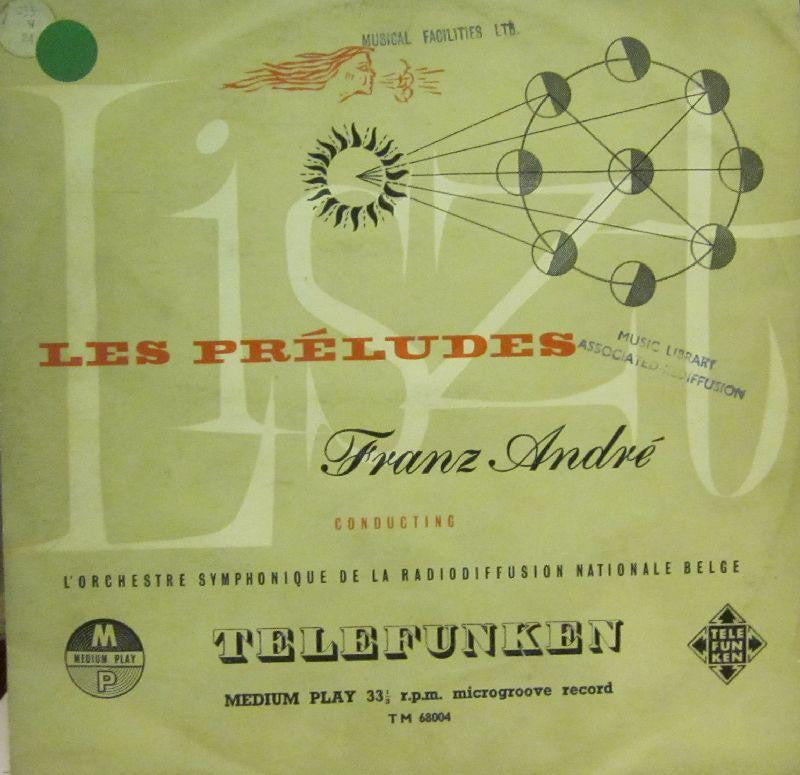 MUSICAL FACILITIES LTD.
Liszt
LES PRÉLUDES
MUSIC LIBRARY
ASSOCIATED-REDIFFUSION
Franz André
CONDUCTING
L'ORCHESTRE SYMPHONIQUE DE LA RADIODIFFUSION NATIONALE BELGE
M
MEDIUM PLAY
P
TELEFUNKEN
TELE
FUN
KEN
MEDIUM PLAY 33⅓ r.p.m. microgroove record
TM 68004